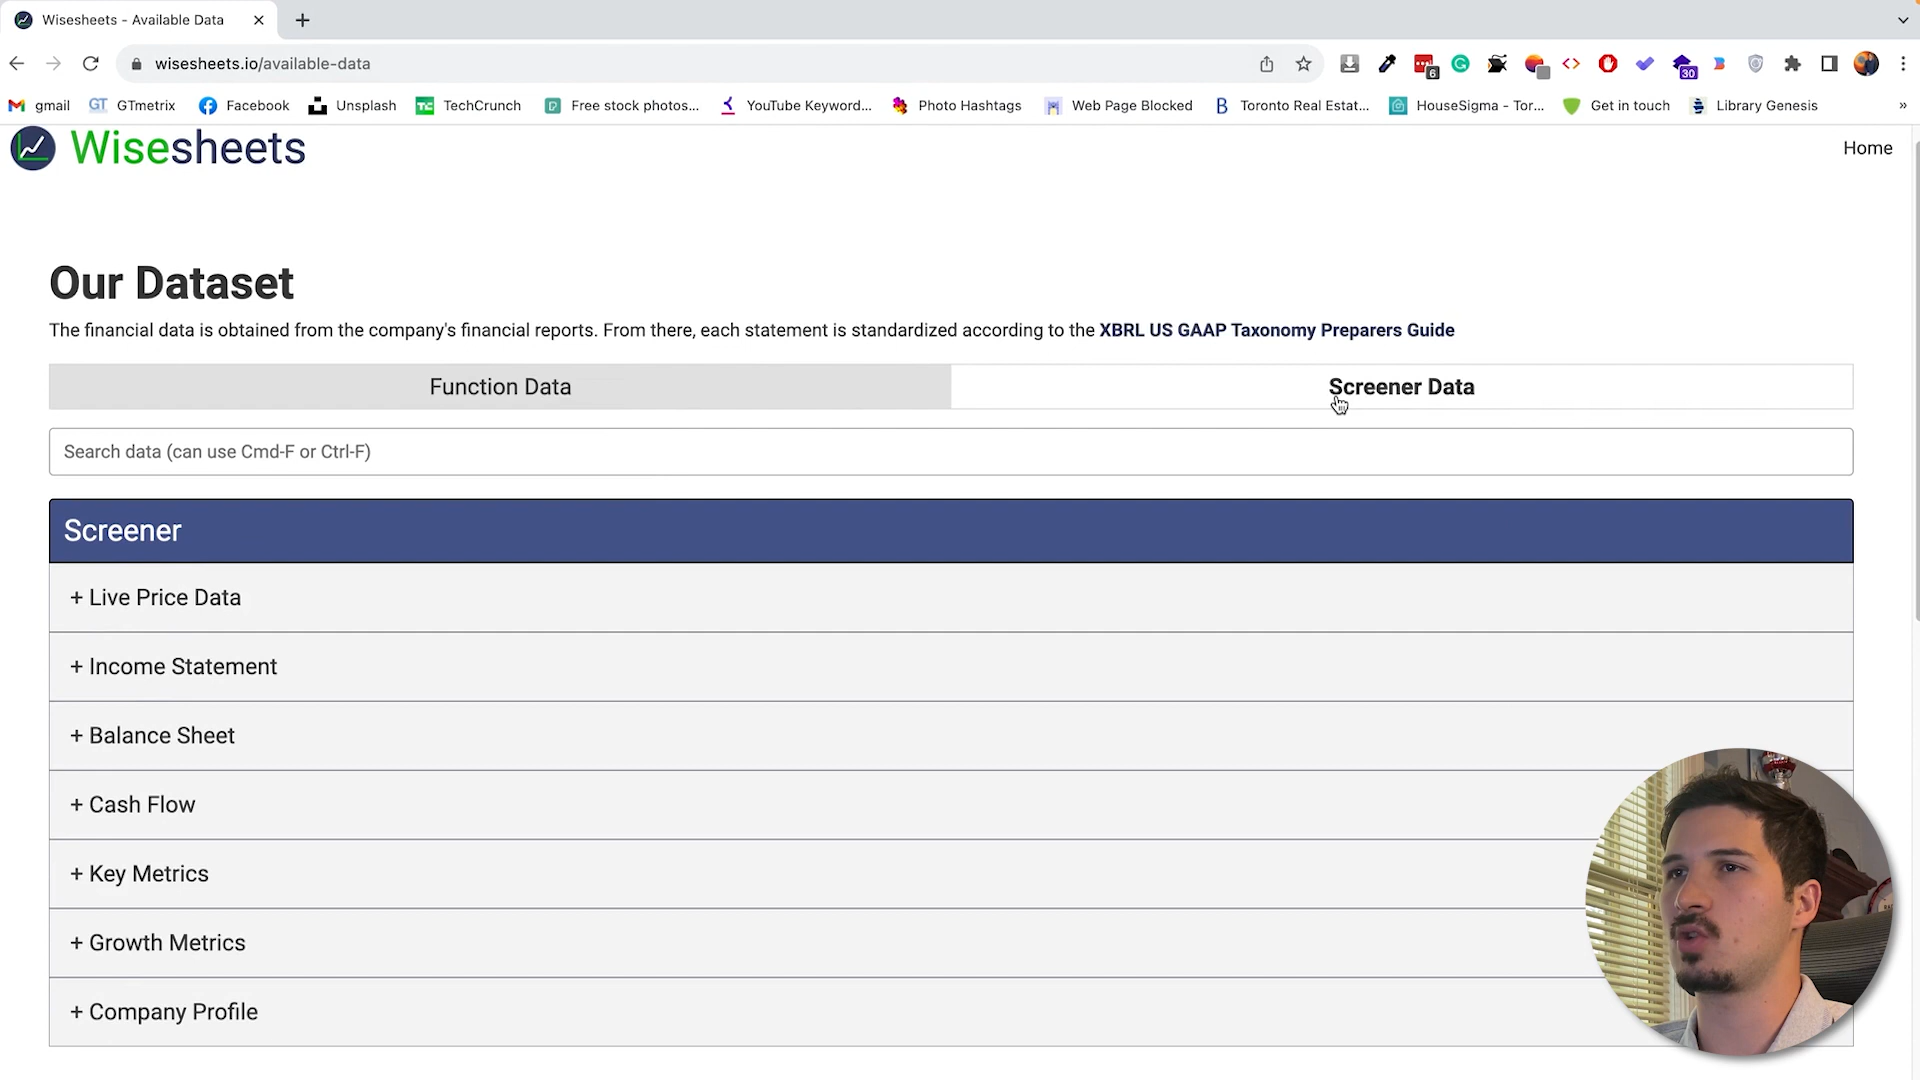 Wisesheets - Available Data
wisesheets.io/available-data
6
30
gmail
GTmetrix
Facebook
Unsplash
TechCrunch
Free stock photos...
YouTube Keyword...
Photo Hashtags
Web Page Blocked
Toronto Real Estat...
HouseSigma - Tor...
Get in touch
Library Genesis
»
Wisesheets
Home
Our Dataset
The financial data is obtained from the company's financial reports. From there, each statement is standardized according to the XBRL US GAAP Taxonomy Preparers Guide
Function Data
Screener Data
Search data (can use Cmd-F or Ctrl-F)
Screener
+ Live Price Data
+ Income Statement
+ Balance Sheet
+ Cash Flow
+ Key Metrics
+ Growth Metrics
+ Company Profile